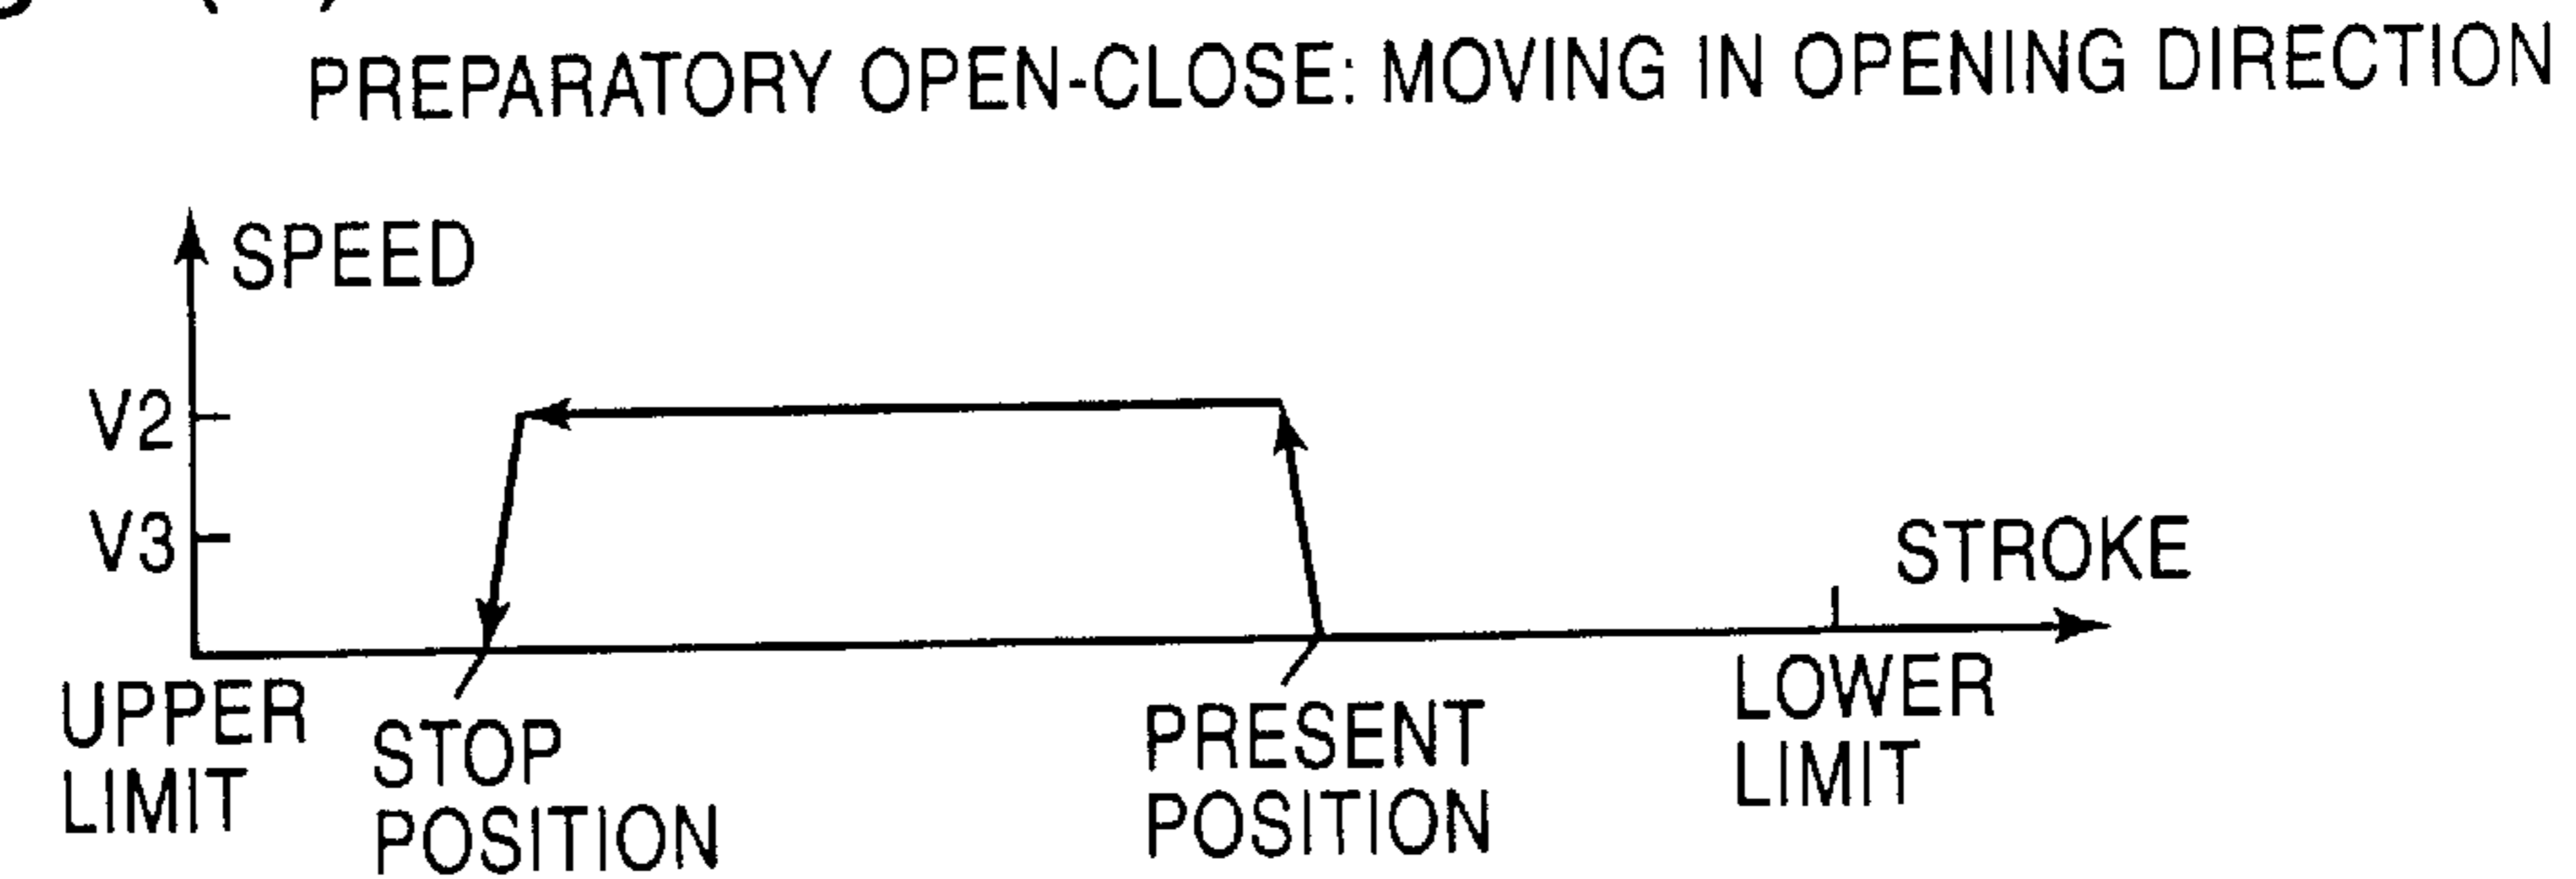 PREPARATORY OPEN-CLOSE: MOVING IN OPENING DIRECTION
SPEED
V2
V3
STROKE
UPPER
LIMIT
STOP
POSITION
PRESENT
POSITION
LOWER
LIMIT